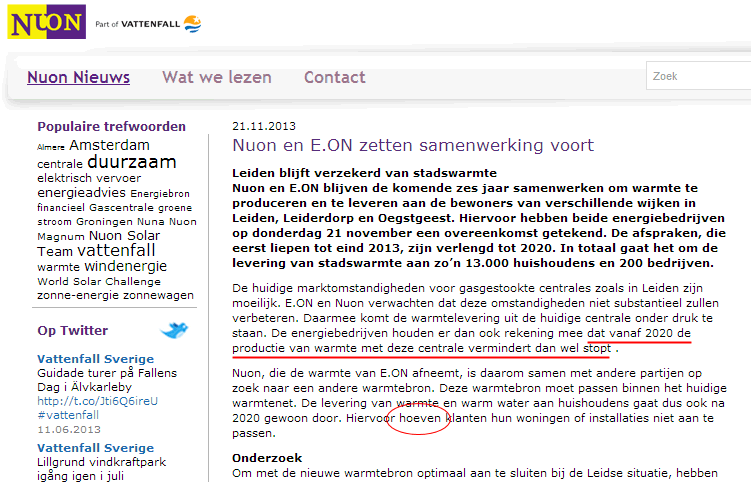 NUON Part of VATTENFALL
Nuon Nieuws Wat we lezen Contact
Zoek
Populaire trefwoorden
Almere Amsterdam
centrale duurzaam
elektrisch vervoer
energieadvies Energiebron
financieel Gascentrale groene
stroom Groningen Nuna Nuon
Magnum Nuon Solar
Team vattenfall
warmte windenergie
World Solar Challenge
zonne-energie zonnewagen
Op Twitter
Vattenfall Sverige
Guidade turer på Fallens
Dag i Älvkarleby
http://t.co/Jti6Q6ireU
#vattenfall
11.06.2013
Vattenfall Sverige
Lillgrund vindkraftpark
igång igen i juli
21.11.2013
Nuon en E.ON zetten samenwerking voort
Leiden blijft verzekerd van stadswarmte
Nuon en E.ON blijven de komende zes jaar samenwerken om warmte te
produceren en te leveren aan de bewoners van verschillende wijken in
Leiden, Leiderdorp en Oegstgeest. Hiervoor hebben beide energiebedrijven
op donderdag 21 november een overeenkomst getekend. De afspraken, die
eerst liepen tot eind 2013, zijn verlengd tot 2020. In totaal gaat het om de
levering van stadswarmte aan zo'n 13.000 huishoudens en 200 bedrijven.
De huidige marktomstandigheden voor gasgestookte centrales zoals in Leiden zijn
moeilijk. E.ON en Nuon verwachten dat deze omstandigheden niet substantieel zullen
verbeteren. Daarmee komt de warmtelevering uit de huidige centrale onder druk te
staan. De energiebedrijven houden er dan ook rekening mee dat vanaf 2020 de
productie van warmte met deze centrale vermindert dan wel stopt .
Nuon, die de warmte van E.ON afneemt, is daarom samen met andere partijen op
zoek naar een andere warmtebron. Deze warmtebron moet passen binnen het huidige
warmtenet. De levering van warmte en warm water aan huishoudens gaat dus ook na
2020 gewoon door. Hiervoor hoeven klanten hun woningen of installaties niet aan te
passen.
Onderzoek
Om met de nieuwe warmtebron optimaal aan te sluiten bij de Leidse situatie, hebben